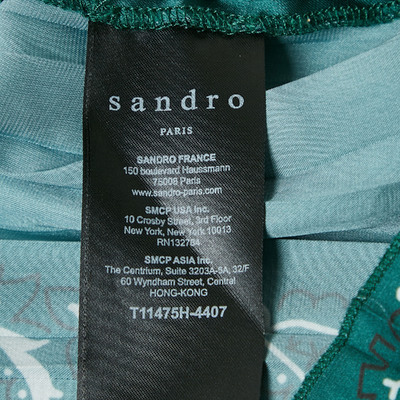 sandro
PARIS
SANDRO FRANCE
150 boulevard Haussmann
75008 Paris
www.sandro-paris.com
SMCP USA Inc.
10 Crosby Street, 3rd Floor
New York, New York 10013
RN132784
SMCP ASIA Inc.
The Centrium, Suite 3203A-5A, 32/F
60 Wyndham Street, Central
HONG-KONG
T11475H-4407